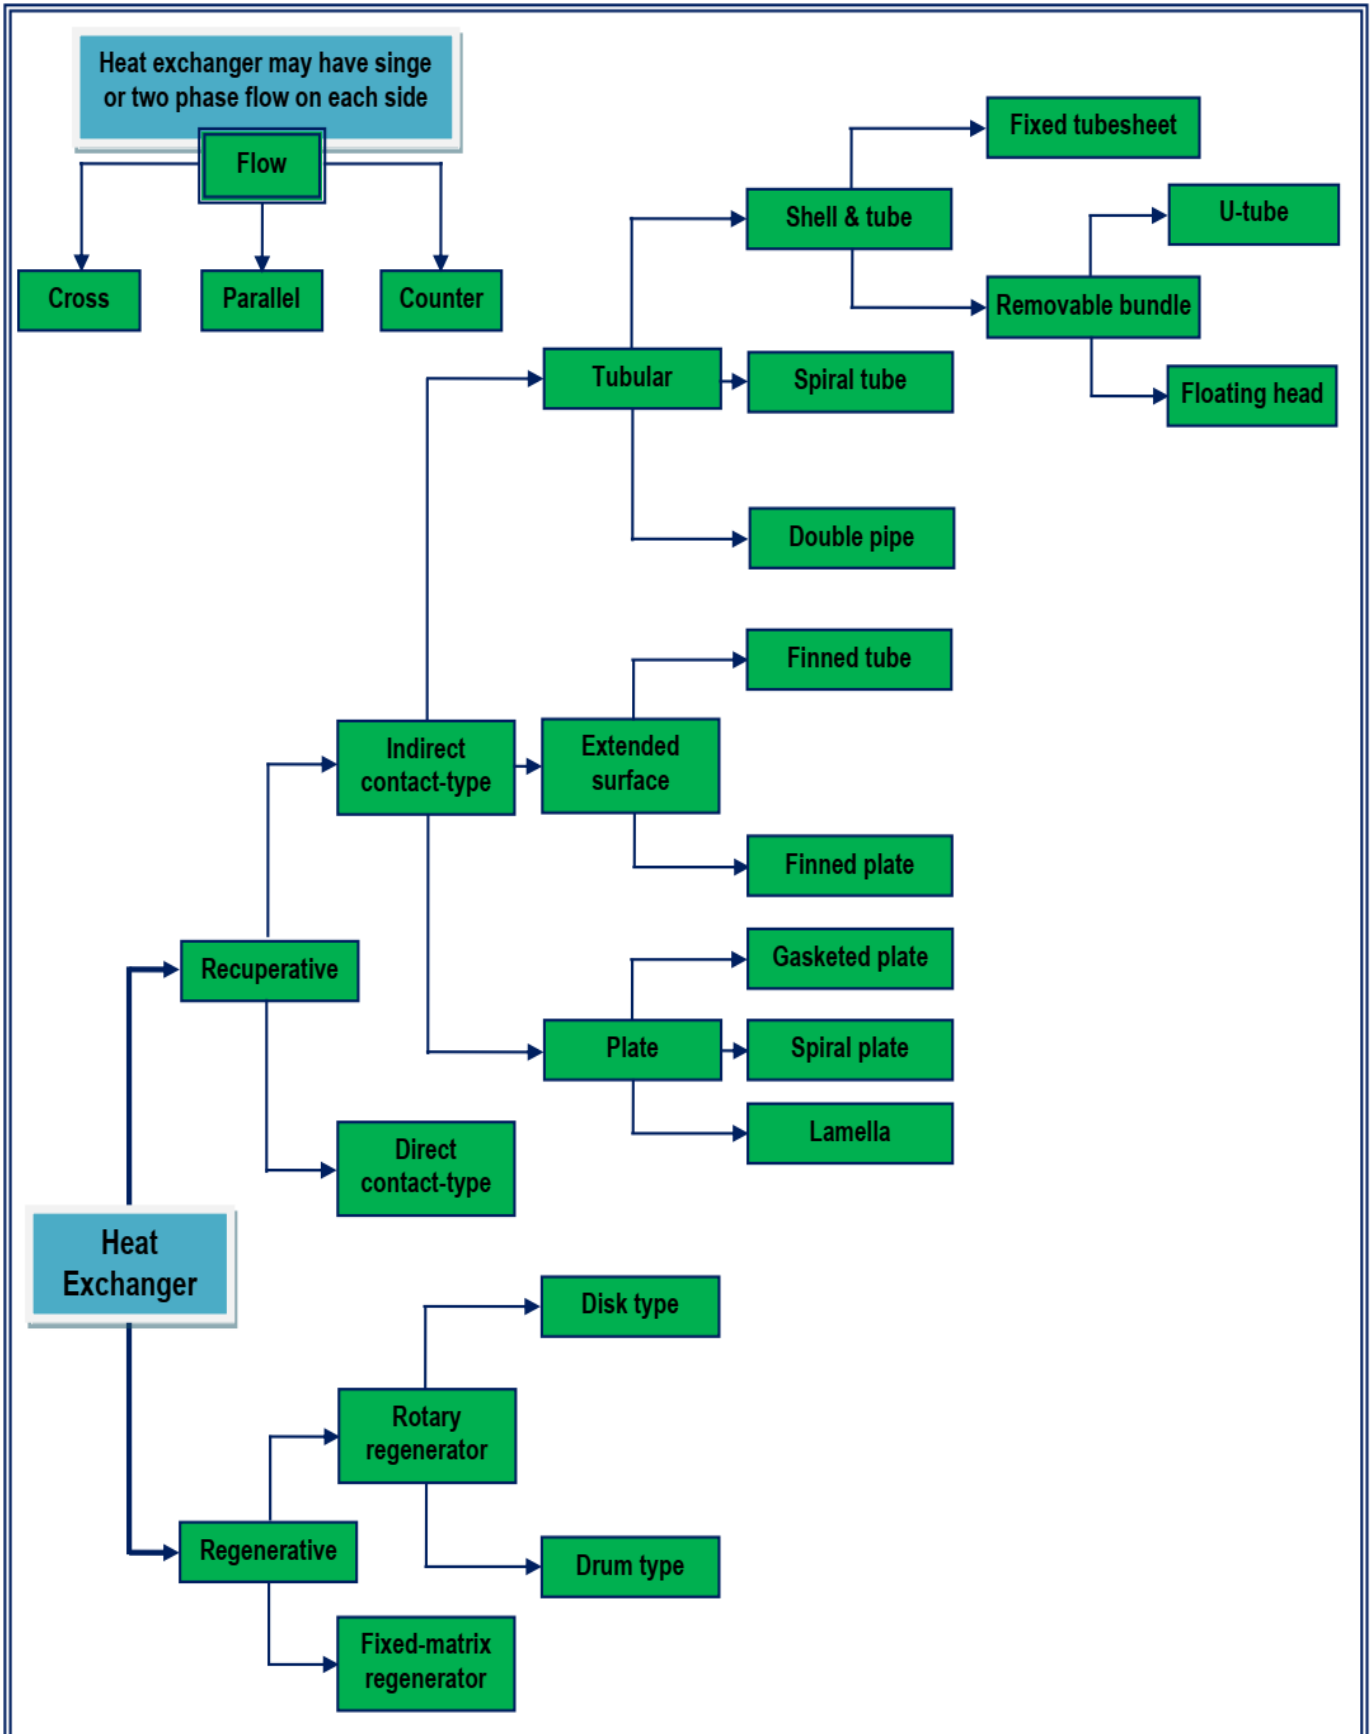 Heat exchanger may have singe
or two phase flow on each side
Flow
Cross
Parallel
Counter
Fixed tubesheet
Shell & tube
U-tube
Removable bundle
Tubular
Spiral tube
Floating head
Double pipe
Finned tube
Indirect
contact-type
Extended
surface
Finned plate
Recuperative
Gasketed plate
Plate
Spiral plate
Lamella
Direct
contact-type
Heat
Exchanger
Disk type
Rotary
regenerator
Regenerative
Drum type
Fixed-matrix
regenerator